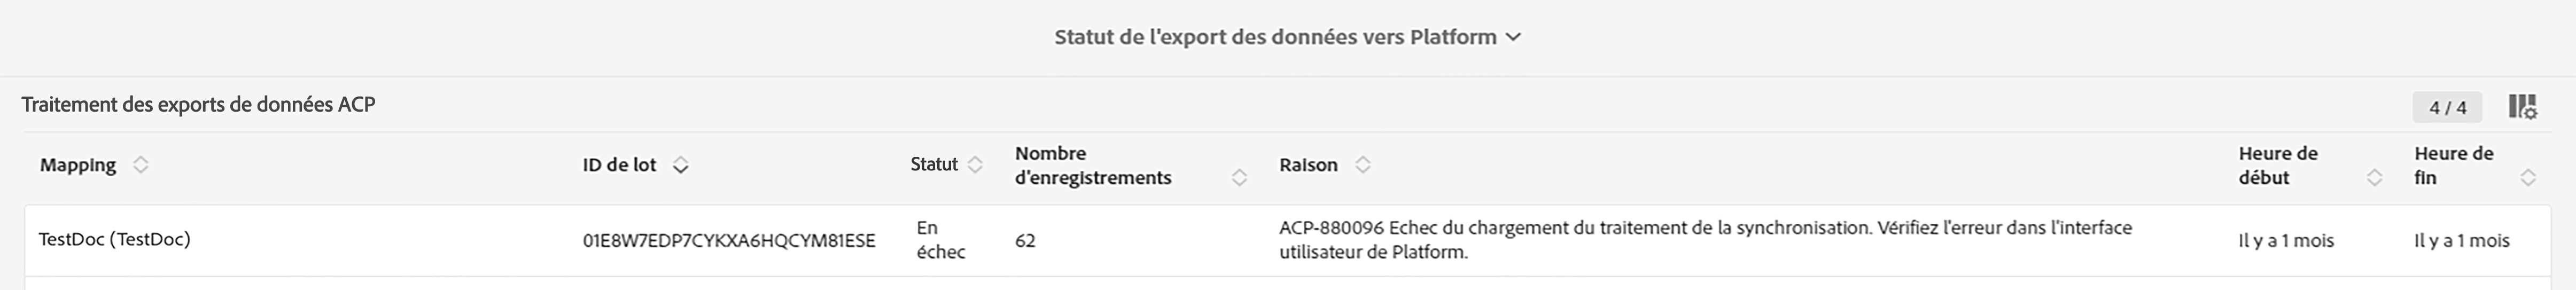 Statut de l'export des données vers Platform
Traitement des exports de données ACP
4 / 4
Mapping
ID de lot
Statut
Nombre
d'enregistrements
Raison
Heure de
début
Heure de
fin
TestDoc (TestDoc)
01E8W7EDP7CYKXA6HQCYM81ESE
En
échec
62
ACP-880096 Echec du chargement du traitement de la synchronisation. Vérifiez l'erreur dans l'interface
utilisateur de Platform.
Il y a 1 mois
Il y a 1 mois